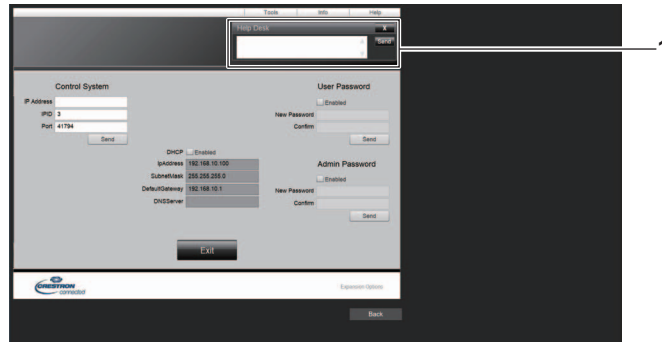 Tools Info Help
Help Desk X
Send
1
Control System
IP Address
IPID 3
Port 41794
Send
User Password
Enabled
New Password
Confirm
Send
DHCP Enabled
IpAddress 192.168.10.100
SubnetMask 255.255.255.0
DefaultGateway 192.168.10.1
DNSServer
Admin Password
Enabled
New Password
Confirm
Send
Exit
CRESTRON
connected
Expansion Options
Back